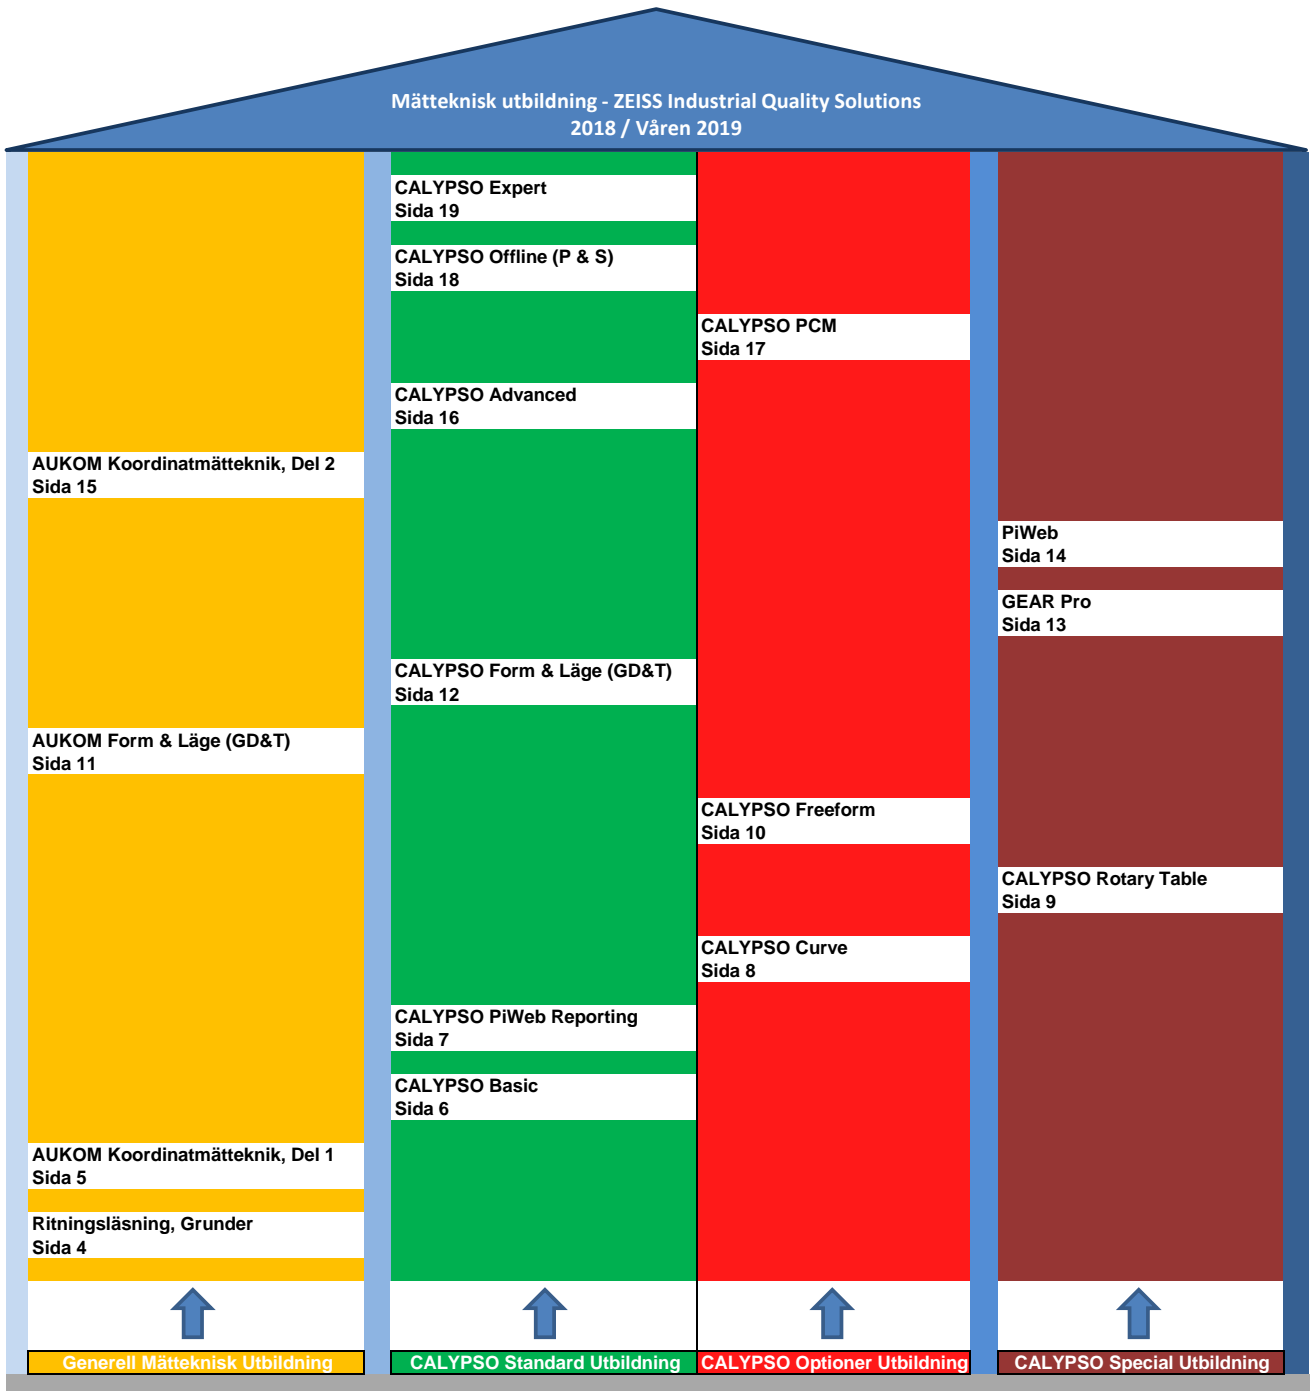 Mätteknisk utbildning - ZEISS Industrial Quality Solutions
2018 / Våren 2019
CALYPSO Expert
Sida 19
CALYPSO Offline (P & S)
Sida 18
CALYPSO PCM
Sida 17
CALYPSO Advanced
Sida 16
AUKOM Koordinatmätteknik, Del 2
Sida 15
PiWeb
Sida 14
GEAR Pro
Sida 13
CALYPSO Form & Läge (GD&T)
Sida 12
AUKOM Form & Läge (GD&T)
Sida 11
CALYPSO Freeform
Sida 10
CALYPSO Rotary Table
Sida 9
CALYPSO Curve
Sida 8
CALYPSO PiWeb Reporting
Sida 7
CALYPSO Basic
Sida 6
AUKOM Koordinatmätteknik, Del 1
Sida 5
Ritningsläsning, Grunder
Sida 4
Generell Mätteknisk Utbildning
CALYPSO Standard Utbildning
CALYPSO Optioner Utbildning
CALYPSO Special Utbildning